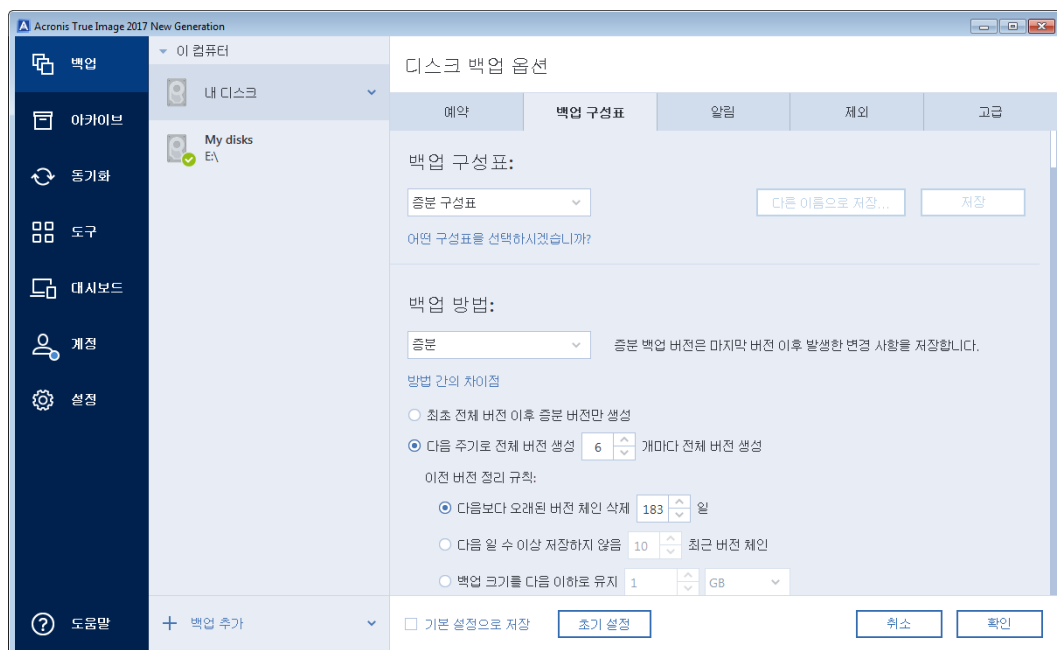 Acronis True Image 2017 New Generation
백업
아카이브
동기화
도구
대시보드
계정
설정
도움말
이 컴퓨터
내 디스크
My disks
E:\
백업 추가
디스크 백업 옵션
예약
백업 구성표
알림
제외
고급
백업 구성표:
증분 구성표
다른 이름으로 저장...
저장
어떤 구성표를 선택하시겠습니까?
백업 방법:
증분
증분 백업 버전은 마지막 버전 이후 발생한 변경 사항을 저장합니다.
방법 간의 차이점
최초 전체 버전 이후 증분 버전만 생성
다음 주기로 전체 버전 생성 6 개마다 전체 버전 생성
이전 버전 정리 규칙:
다음보다 오래된 버전 체인 삭제 183 일
다음 일 수 이상 저장하지 않음 10 최근 버전 체인
백업 크기를 다음 이하로 유지 1 GB
기본 설정으로 저장
초기 설정
취소
확인